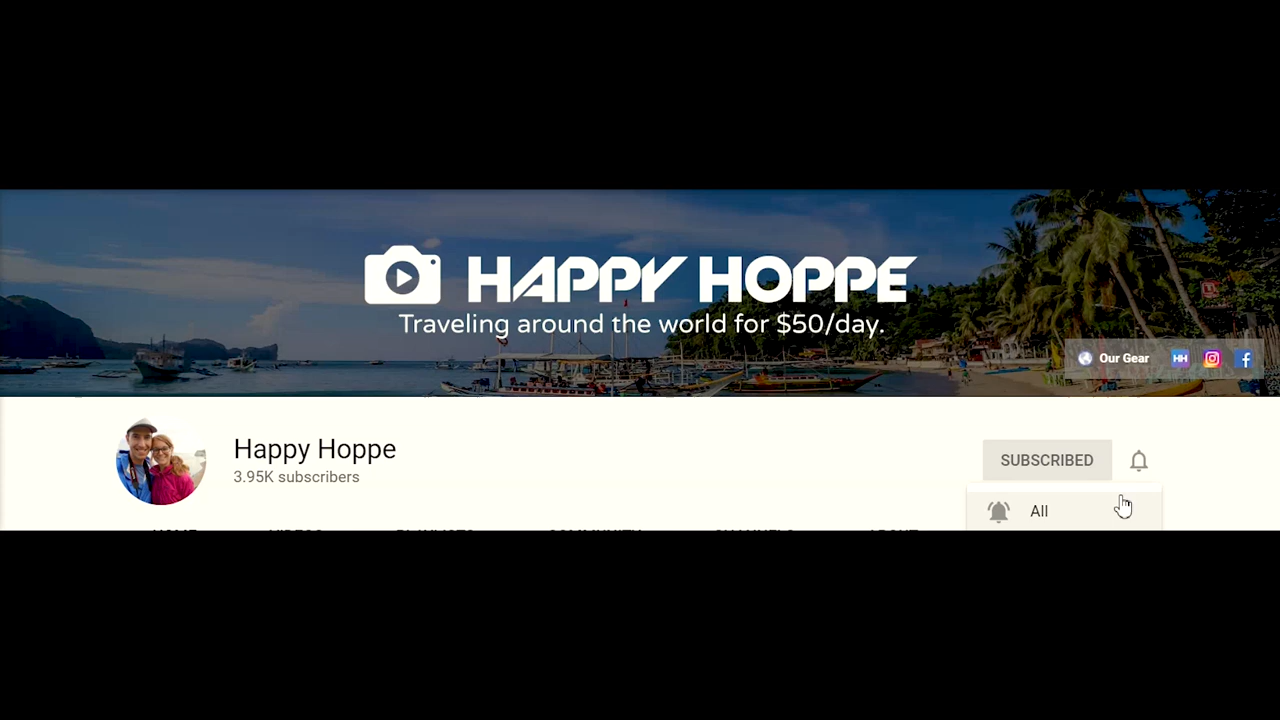 HAPPY HOPPE
Traveling around the world for $50/day.
Our Gear
HH
Happy Hoppe
3.95K subscribers
SUBSCRIBED
All